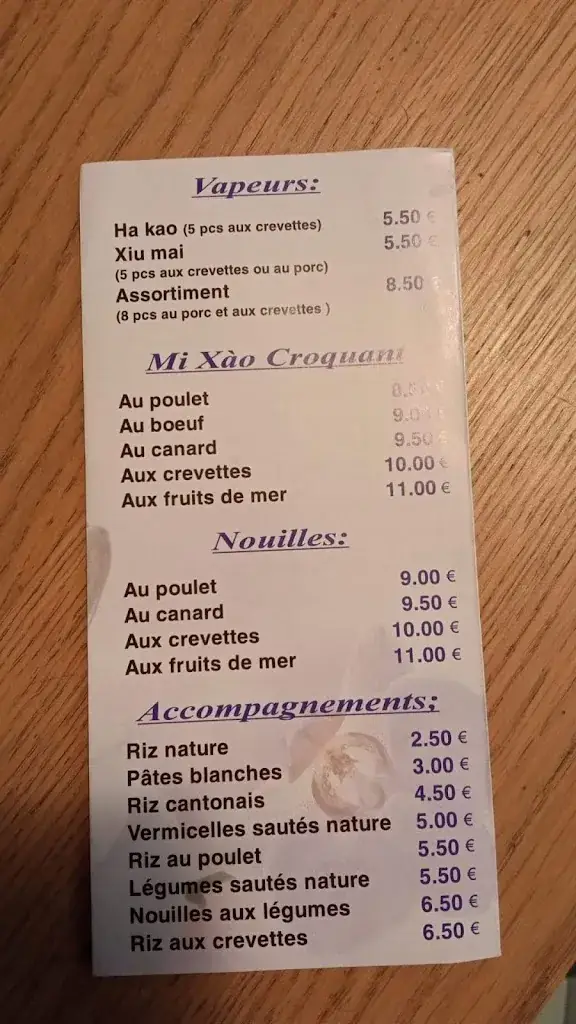 Vapeurs:
Ha kao (5 pcs aux crevettes) 5.50 €
Xiu mai 5.50 €
(5 pcs aux crevettes ou au porc)
Assortiment 8.50 €
(8 pcs au porc et aux crevettes )
Mi Xào Croquant
Au poulet
Au boeuf 9.00
Au canard 9.50 €
Aux crevettes 10.00 €
Aux fruits de mer 11.00 €
Nouilles:
Au poulet 9.00 €
Au canard 9.50 €
Aux crevettes 10.00 €
Aux fruits de mer 11.00 €
Accompagnements;
Riz nature 2.50 €
Pâtes blanches 3.00 €
Riz cantonais 4.50 €
Vermicelles sautés nature 5.00 €
Riz au poulet 5.50 €
Légumes sautés nature 5.50 €
Nouilles aux légumes 6.50 €
Riz aux crevettes 6.50 €